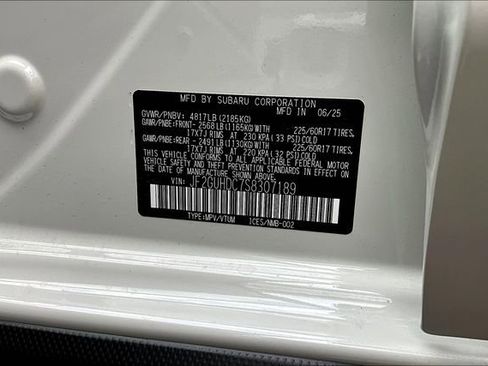 MFD BY SUBARU CORPORATION
GVWR/PNBV: 4817LB(2185KG) MFD IN 06/25
GAWR/PNBE:FRONT- 2568LB(1165KG)WITH 225/60R17 TIRES,
17X7J RIMS AT 230 KPA(33 PSI)COLD
GAWR/PNBE:REAR - 2491LB(1130KG)WITH 225/60R17 TIRES,
17X7J RIMS AT 220 KPA(32 PSI)COLD
THIS VEHICLE CONFORMS TO ALL APPLICABLE FEDERAL MOTOR
VEHICLE SAFETY AND THEFT PREVENTION STANDARDS IN EFFECT
ON THE DATE OF MANUFACTURE SHOWN ABOVE.
VIN: JF2GUHDC7S8307189
TYPE:MPV/VTUM ICES/NMB-002